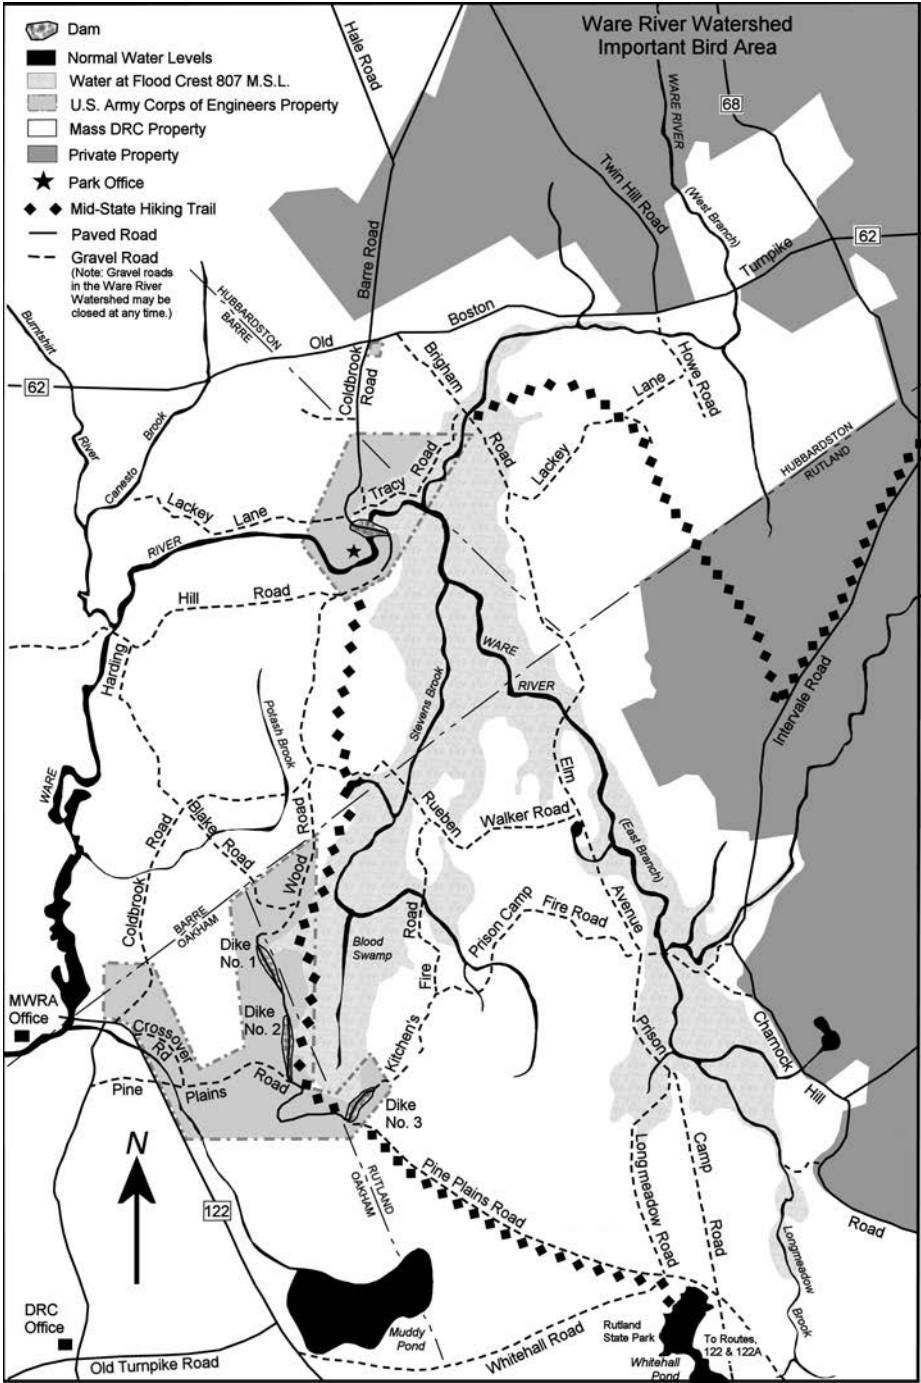 Ware River Watershed
Important Bird Area
Dam
Normal Water Levels
Water at Flood Crest 807 M.S.L.
U.S. Army Corps of Engineers Property
Mass DRC Property
Private Property
Park Office
Mid-State Hiking Trail
Paved Road
Gravel Road
(Note: Gravel roads
in the Ware River
Watershed may be
closed at any time.)
Hale Road
Barre Road
Twin Hill Road
WARE RIVER
(West Branch)
68
62
Turnpike
Boston
Old
HUBBARDSTON
BARRE
Burntshirt
River
62
Canesto
Brook
Coldbrook
Road
Brigham
Road
Howe Road
Lackey
Lane
HUBBARDSTON
RUTLAND
Tracy
Road
Lackey
Lane
RIVER
Hill
Road
Harding
WARE
RIVER
Stevens Brook
Potash Brook
Intervale Road
WARE
Elm
Avenue
Rueben
Walker Road
(East Branch)
Blake
Road
Wood
Road
Coldbrook
Road
BARRE
OAKHAM
Prison Camp
Fire Road
Dike
No. 1
Blood
Swamp
Kitchen's
Fire
Road
MWRA
Office
Crossover
Rd
Dike
No. 2
Prison
Camp
Road
Charnock
Hill
Road
Pine
Plains
Road
Dike
No. 3
N
RUTLAND
OAKHAM
Pine Plains Road
Longmeadow
Road
122
Longmeadow
Brook
DRC
Office
Muddy
Pond
Rutland
State Park
To Routes,
122 & 122A
Whitehall Road
Whitehall
Pond
Old Turnpike Road